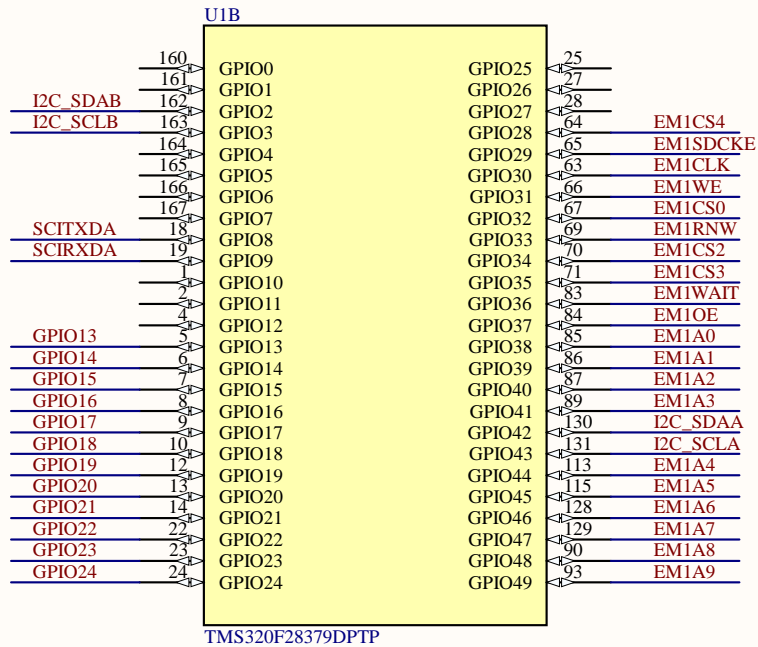 U1B
160 GPIO0 GPIO25 25
161 GPIO1 GPIO26 27
I2C_SDAB 162 GPIO2 GPIO27 28
I2C_SCLB 163 GPIO3 GPIO28 64 EM1CS4
164 GPIO4 GPIO29 65 EM1SDCKE
165 GPIO5 GPIO30 63 EM1CLK
166 GPIO6 GPIO31 66 EM1WE
167 GPIO7 GPIO32 67 EM1CS0
SCITXDA 18 GPIO8 GPIO33 69 EM1RNW
SCIRXDA 19 GPIO9 GPIO34 70 EM1CS2
1 GPIO10 GPIO35 71 EM1CS3
2 GPIO11 GPIO36 83 EM1WAIT
4 GPIO12 GPIO37 84 EM1OE
GPIO13 5 GPIO13 GPIO38 85 EM1A0
GPIO14 6 GPIO14 GPIO39 86 EM1A1
GPIO15 7 GPIO15 GPIO40 87 EM1A2
GPIO16 8 GPIO16 GPIO41 89 EM1A3
GPIO17 9 GPIO17 GPIO42 130 I2C_SDAA
GPIO18 10 GPIO18 GPIO43 131 I2C_SCLA
GPIO19 12 GPIO19 GPIO44 113 EM1A4
GPIO20 13 GPIO20 GPIO45 115 EM1A5
GPIO21 14 GPIO21 GPIO46 128 EM1A6
GPIO22 22 GPIO22 GPIO47 129 EM1A7
GPIO23 23 GPIO23 GPIO48 90 EM1A8
GPIO24 24 GPIO24 GPIO49 93 EM1A9
TMS320F28379DPTP